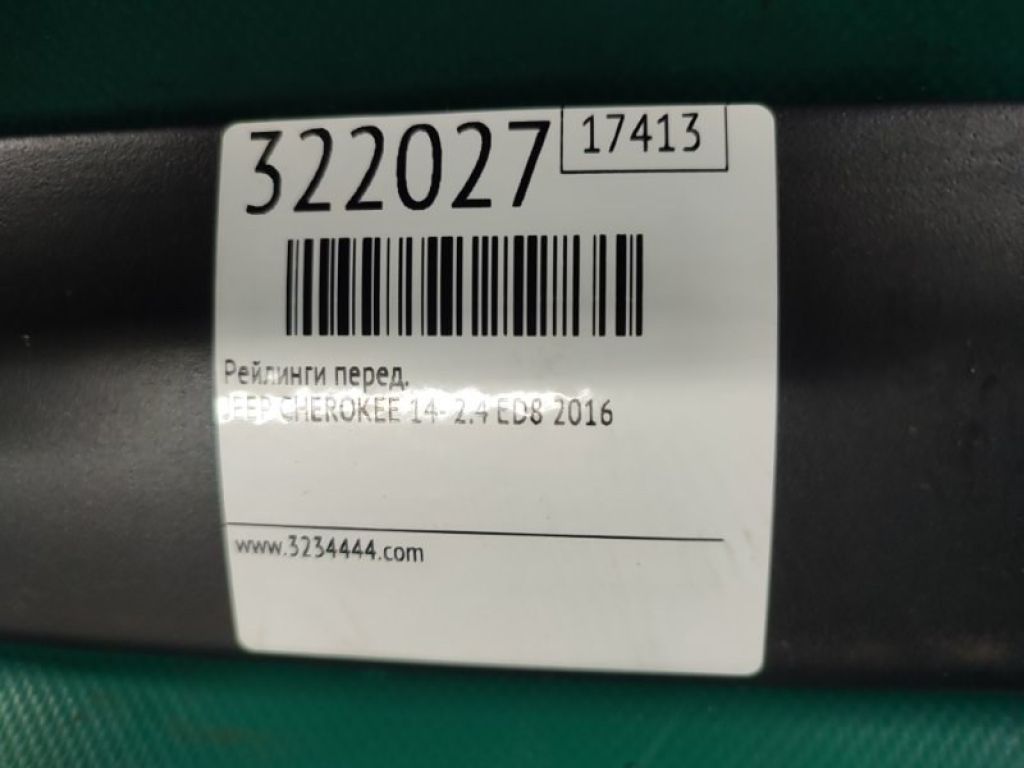 322027
17413
Рейлинги перед.
JEEP CHEROKEE 14- 2.4 ED8 2016
www.3234444.com